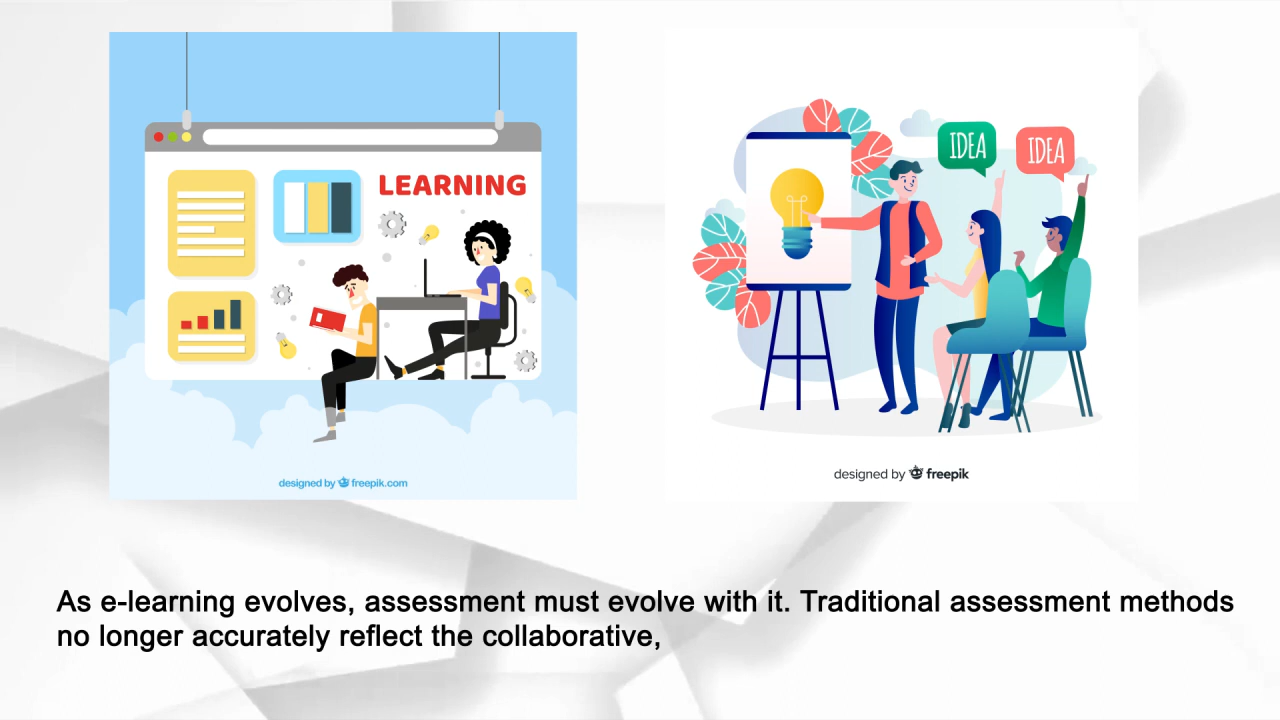 LEARNING
designed by freepik.com
IDEA
IDEA
designed by freepik
As e-learning evolves, assessment must evolve with it. Traditional assessment methods
no longer accurately reflect the collaborative,